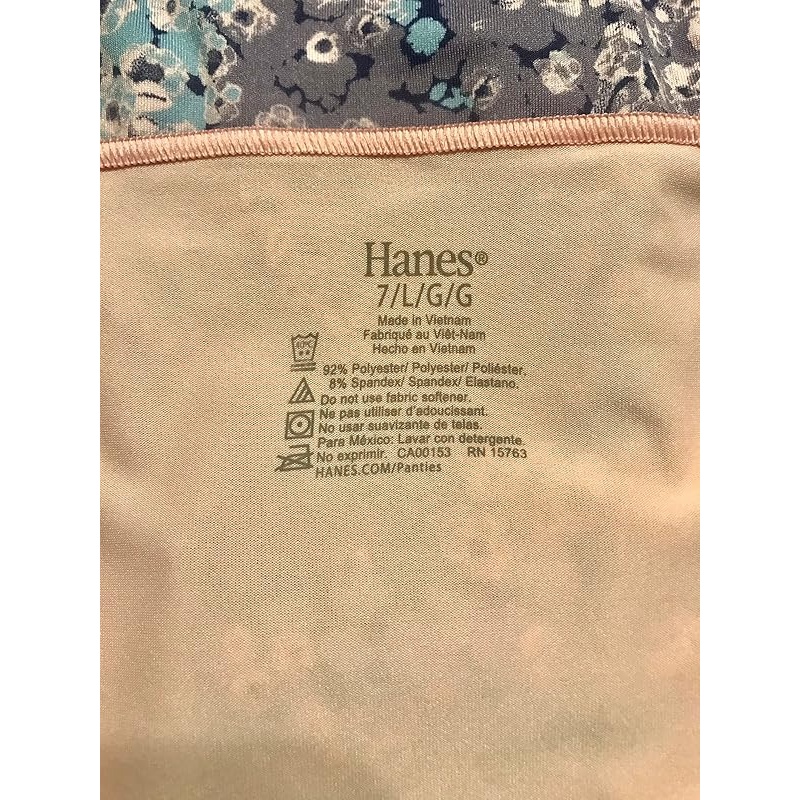 Hanes®
7/L/G/G
Made in Vietnam
Fabriqué au Việt-Nam
Hecho en Vietnam
92% Polyester/ Polyester/ Poliéster.
8% Spandex/ Spandex/ Elastano.
Do not use fabric softener.
Ne pas utiliser d'adoucissant.
No usar suavizante de telas.
Para México: Lavar con detergente.
No exprimir. CA00153 RN 15763
HANES.COM/Panties